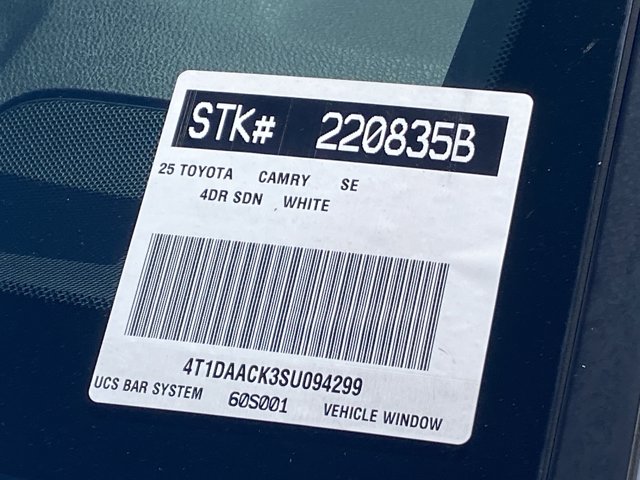 STK# 220835B
25 TOYOTA CAMRY SE
4DR SDN WHITE
4T1DAACK3SU094299
UCS BAR SYSTEM 60S001 VEHICLE WINDOW